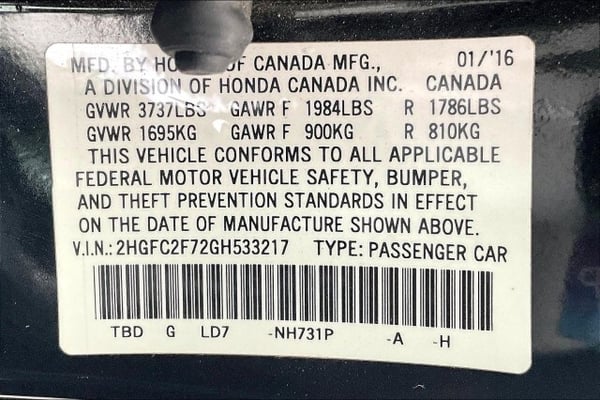 MFD. BY HO OF CANADA MFG., 01/'16
A DIVISION OF HONDA CANADA INC. CANADA
GVWR 3737LBS GAWR F 1984LBS R 1786LBS
GVWR 1695KG GAWR F 900KG R 810KG
THIS VEHICLE CONFORMS TO ALL APPLICABLE
FEDERAL MOTOR VEHICLE SAFETY, BUMPER,
AND THEFT PREVENTION STANDARDS IN EFFECT
ON THE DATE OF MANUFACTURE SHOWN ABOVE.
V.I.N.: 2HGFC2F72GH533217 TYPE: PASSENGER CAR
TBD G LD7 -NH731P -A -H